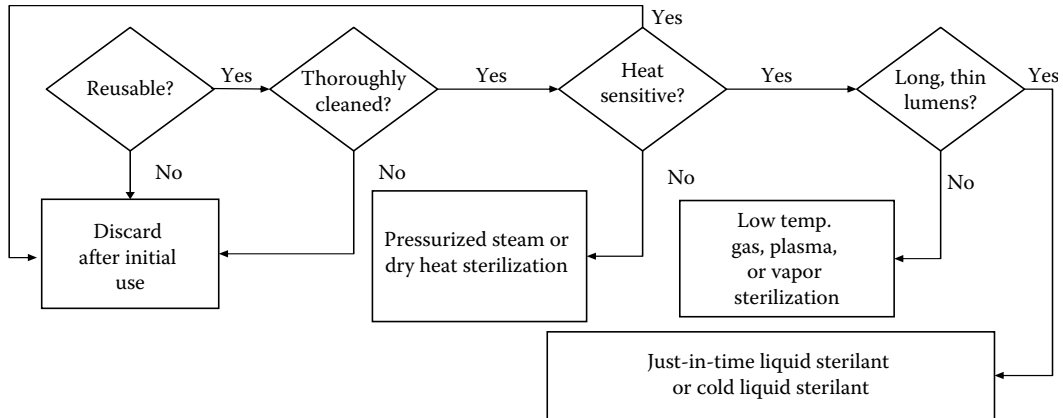 Yes
Reusable?
Yes
Thoroughly
cleaned?
Yes
Heat
sensitive?
Yes
Long, thin
lumens?
Yes
No
No
No
No
Discard
after initial
use
Pressurized steam or
dry heat sterilization
Low temp.
gas, plasma,
or vapor
sterilization
Just-in-time liquid sterilant
or cold liquid sterilant